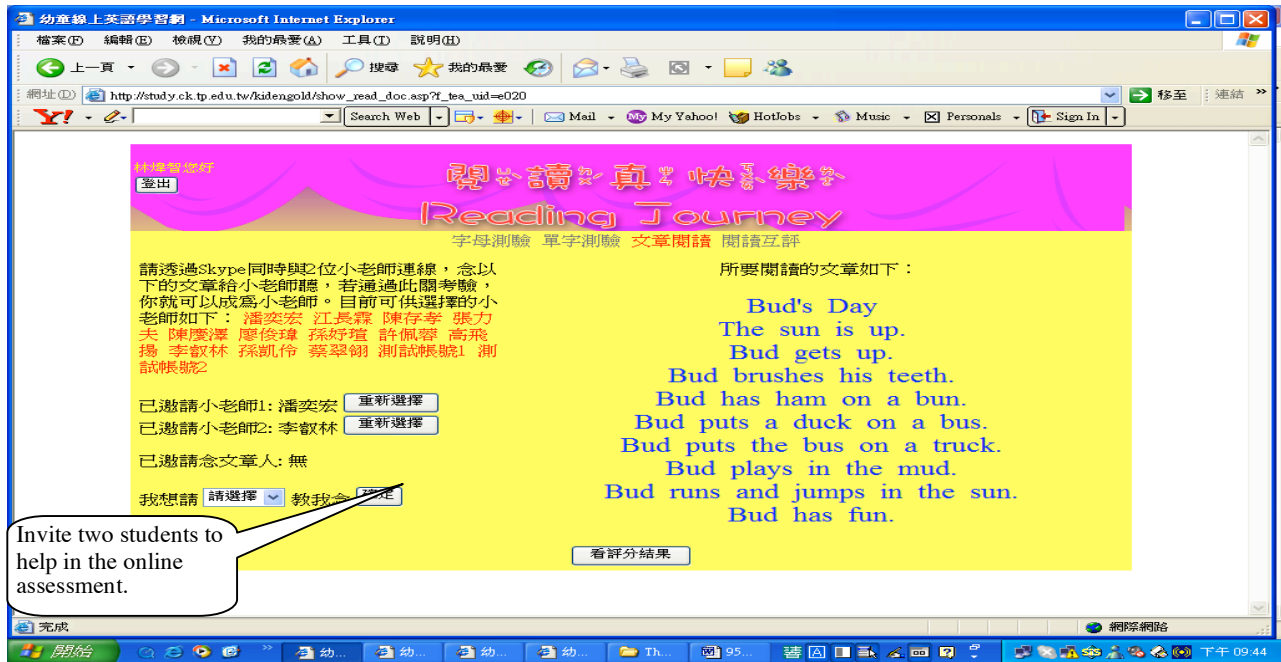 幼童線上英語學習網 - Microsoft Internet Explorer
檔案(F) 編輯(E) 檢視(V) 我的最愛(A) 工具(T) 說明(H)
上一頁 搜尋 我的最愛
網址(D) http://study.ck.tp.edu.tw/kidengold/show_read_doc.asp?f_tea_uid=e020 移至 連結 »
Y! Search Web Mail My Yahoo! HotJobs Music Personals Sign In
林煒智您好
登出
閱讀真快樂
Reading Journey
字母測驗 單字測驗 文章閱讀 閱讀互評
請透過Skype同時與2位小老師連線，念以
下的文章給小老師聽，若通過此關考驗，
你就可以成爲小老師。目前可供選擇的小
老師如下：潘奕宏 江長霖 陳存孝 張力
夫 陳慶澤 廖俊瑋 孫妤瑄 許佩蓉 高飛
揚 李叡林 孫凱伶 蔡翠翎 測試帳號1 測
試帳號2
已邀請小老師1: 潘奕宏 重新選擇
已邀請小老師2: 李叡林 重新選擇
已邀請念文章人: 無
我想請 請選擇 教我念 確定
Invite two students to
help in the online
assessment.
所要閱讀的文章如下：
Bud's Day
The sun is up.
Bud gets up.
Bud brushes his teeth.
Bud has ham on a bun.
Bud puts a duck on a bus.
Bud puts the bus on a truck.
Bud plays in the mud.
Bud runs and jumps in the sun.
Bud has fun.
看評分結果
完成 網際網路
開始 » 幼... 幼... 幼... 幼... Th... 95... 下午 09:44